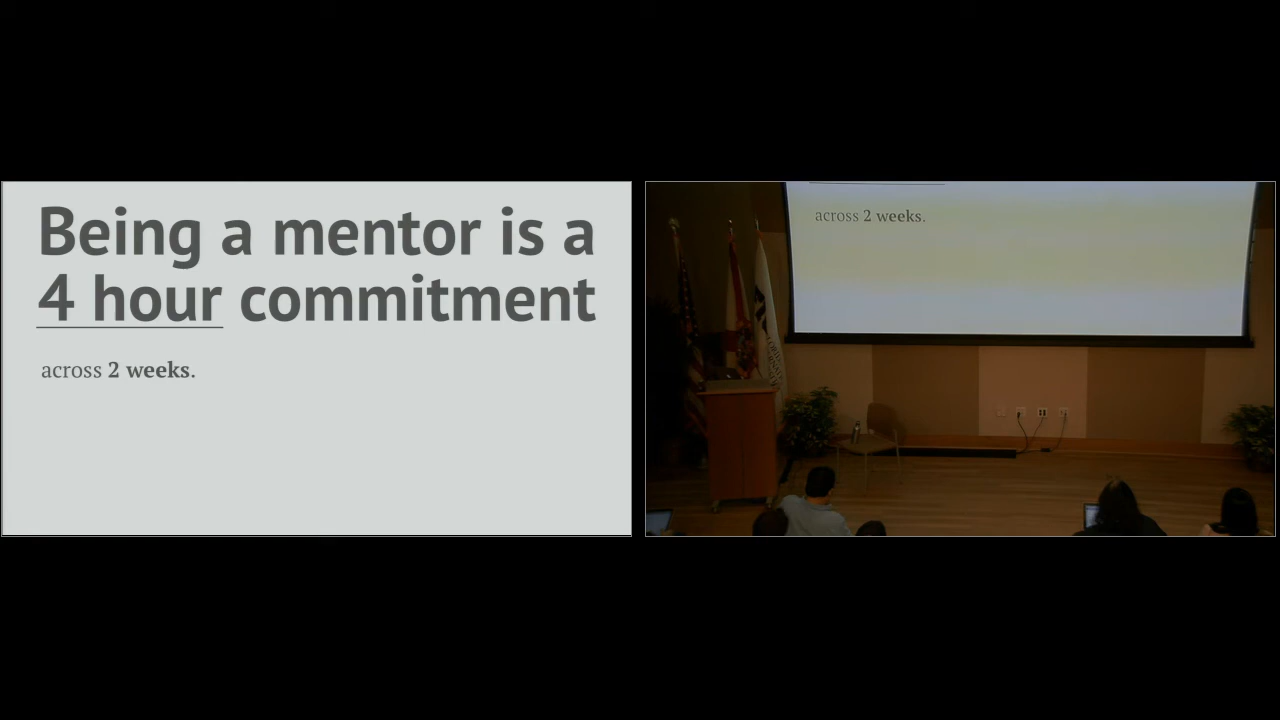 Being a mentor is a
4 hour commitment
across 2 weeks.
across 2 weeks.